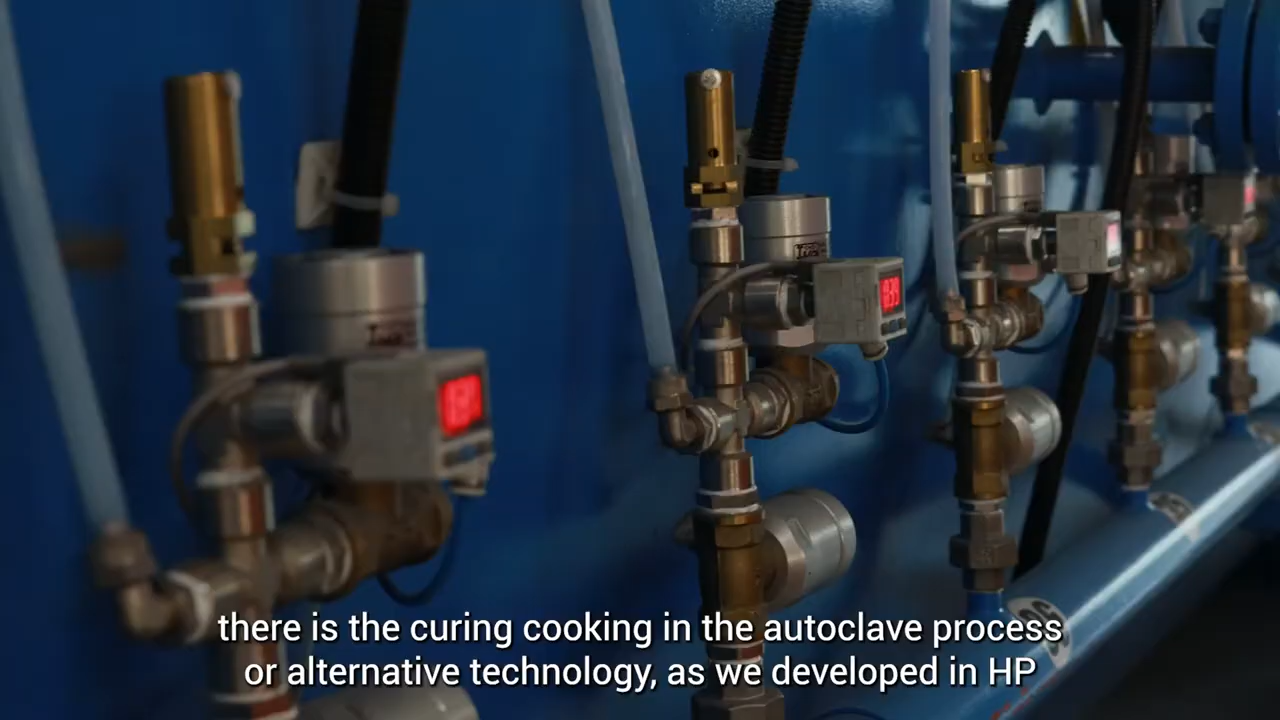 there is the curing cooking in the autoclave process
or alternative technology, as we developed in HP